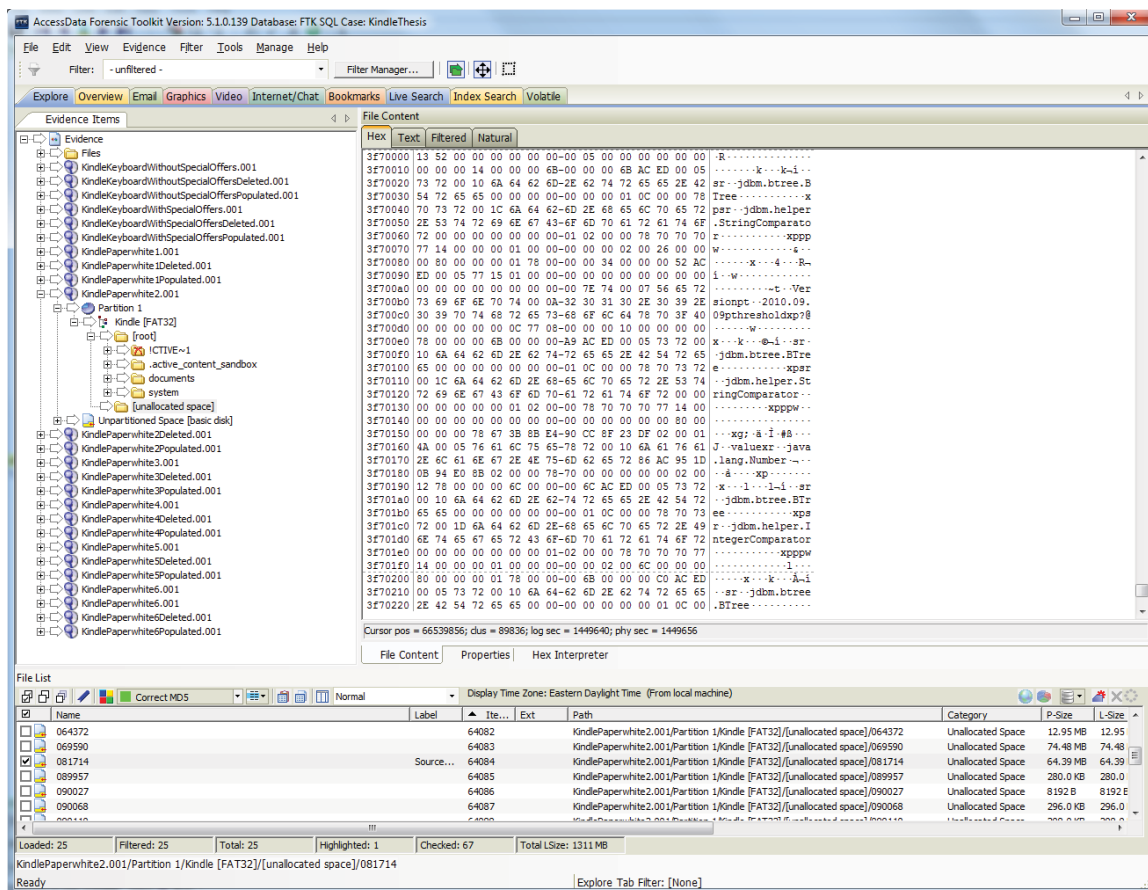 AccessData Forensic Toolkit Version: 5.1.0.139 Database: FTK SQL Case: KindleThesis
File Edit View Evidence Filter Tools Manage Help
Filter: - unfiltered - Filter Manager...
Explore Overview Email Graphics Video Internet/Chat Bookmarks Live Search Index Search Volatile
Evidence Items
Evidence
Files
KindleKeyboardWithoutSpecialOffers.001
KindleKeyboardWithoutSpecialOffersDeleted.001
KindleKeyboardWithoutSpecialOffersPopulated.001
KindleKeyboardWithSpecialOffers.001
KindleKeyboardWithSpecialOffersDeleted.001
KindleKeyboardWithSpecialOffersPopulated.001
KindlePaperwhite1.001
KindlePaperwhite1Deleted.001
KindlePaperwhite1Populated.001
KindlePaperwhite2.001
Partition 1
Kindle [FAT32]
[root]
!CTIVE~1
.active_content_sandbox
documents
system
[unallocated space]
Unpartitioned Space [basic disk]
KindlePaperwhite2Deleted.001
KindlePaperwhite2Populated.001
KindlePaperwhite3.001
KindlePaperwhite3Deleted.001
KindlePaperwhite3Populated.001
KindlePaperwhite4.001
KindlePaperwhite4Deleted.001
KindlePaperwhite4Populated.001
KindlePaperwhite5.001
KindlePaperwhite5Deleted.001
KindlePaperwhite5Populated.001
KindlePaperwhite6.001
KindlePaperwhite6.001
KindlePaperwhite6Deleted.001
KindlePaperwhite6Populated.001
File Content
Hex Text Filtered Natural
3f70000 13 52 00 00 00 00 00 00-00 05 00 00 00 00 00 00 ·R··············
3f70010 00 00 00 14 00 00 00 6B-00 00 00 6B AC ED 00 05 ·······k···k¬í··
3f70020 73 72 00 10 6A 64 62 6D-2E 62 74 72 65 65 2E 42 sr··jdbm.btree.B
3f70030 54 72 65 65 00 00 00 00-00 00 00 01 0C 00 00 78 Tree···········x
3f70040 70 73 72 00 1C 6A 64 62-6D 2E 68 65 6C 70 65 72 psr··jdbm.helper
3f70050 2E 53 74 72 69 6E 67 43-6F 6D 70 61 72 61 74 6F .StringComparato
3f70060 72 00 00 00 00 00 00 00-01 02 00 00 78 70 70 70 r···········xppp
3f70070 77 14 00 00 00 01 00 00-00 00 00 02 00 26 00 00 w············&··
3f70080 00 80 00 00 00 01 78 00-00 00 34 00 00 00 52 AC ······x···4···R¬
3f70090 ED 00 05 77 15 01 00 00-00 00 00 00 00 00 00 00 í··w············
3f700a0 00 00 00 00 00 00 00 00-00 7E 74 00 07 56 65 72 ·········~t··Ver
3f700b0 73 69 6F 6E 70 74 00 0A-32 30 31 30 2E 30 39 2E sionpt··2010.09.
3f700c0 30 39 70 74 68 72 65 73-68 6F 6C 64 78 70 3F 40 09pthresholdxp?@
3f700d0 00 00 00 00 00 0C 77 08-00 00 00 10 00 00 00 00 ······w·········
3f700e0 78 00 00 00 6B 00 00 00-A9 AC ED 00 05 73 72 00 x···k···©¬í··sr·
3f700f0 10 6A 64 62 6D 2E 62 74-72 65 65 2E 42 54 72 65 ·jdbm.btree.BTre
3f70100 65 00 00 00 00 00 00 00-01 0C 00 00 78 70 73 72 e···········xpsr
3f70110 00 1C 6A 64 62 6D 2E 68-65 6C 70 65 72 2E 53 74 ··jdbm.helper.St
3f70120 72 69 6E 67 43 6F 6D 70-61 72 61 74 6F 72 00 00 ringComparator··
3f70130 00 00 00 00 00 01 02 00-00 78 70 70 70 77 14 00 ·········xpppw··
3f70140 00 00 00 00 00 00 00 00-00 00 00 00 00 00 80 00 ················
3f70150 00 00 00 78 67 3B 8B E4-90 CC 8F 23 DF 02 00 01 ···xg;·ä·Ì·#ß···
3f70160 4A 00 05 76 61 6C 75 65-78 72 00 10 6A 61 76 61 J··valuexr··java
3f70170 2E 6C 61 6E 67 2E 4E 75-6D 62 65 72 86 AC 95 1D .lang.Number·¬··
3f70180 0B 94 E0 8B 02 00 00 78-70 00 00 00 00 00 02 00 ··à····xp·······
3f70190 12 78 00 00 00 6C 00 00-00 6C AC ED 00 05 73 72 ·x···l···l¬í··sr
3f701a0 00 10 6A 64 62 6D 2E 62-74 72 65 65 2E 42 54 72 ··jdbm.btree.BTr
3f701b0 65 65 00 00 00 00 00 00-00 01 0C 00 00 78 70 73 ee···········xps
3f701c0 72 00 1D 6A 64 62 6D 2E-68 65 6C 70 65 72 2E 49 r··jdbm.helper.I
3f701d0 6E 74 65 67 65 72 43 6F-6D 70 61 72 61 74 6F 72 ntegerComparator
3f701e0 00 00 00 00 00 00 00 01-02 00 00 78 70 70 70 77 ···········xpppw
3f701f0 14 00 00 00 01 00 00 00-00 00 02 00 6C 00 00 00 ············l···
3f70200 80 00 00 00 01 78 00 00-00 6B 00 00 00 C0 AC ED ·····x···k···À¬í
3f70210 00 05 73 72 00 10 6A 64-62 6D 2E 62 74 72 65 65 ··sr··jdbm.btree
3f70220 2E 42 54 72 65 65 00 00-00 00 00 00 00 01 0C 00 .BTree··········
Cursor pos = 66539856; clus = 89836; log sec = 1449640; phy sec = 1449656
File Content Properties Hex Interpreter
File List
Correct MD5 Normal Display Time Zone: Eastern Daylight Time (From local machine)
Name Label Ite... Ext Path Category P-Size L-Size
064372 64082 KindlePaperwhite2.001/Partition 1/Kindle [FAT32]/[unallocated space]/064372 Unallocated Space 12.95 MB 12.95
069590 64083 KindlePaperwhite2.001/Partition 1/Kindle [FAT32]/[unallocated space]/069590 Unallocated Space 74.48 MB 74.48
081714 Source... 64084 KindlePaperwhite2.001/Partition 1/Kindle [FAT32]/[unallocated space]/081714 Unallocated Space 64.39 MB 64.39
089957 64085 KindlePaperwhite2.001/Partition 1/Kindle [FAT32]/[unallocated space]/089957 Unallocated Space 280.0 KB 280.0
090027 64086 KindlePaperwhite2.001/Partition 1/Kindle [FAT32]/[unallocated space]/090027 Unallocated Space 8192 B 8192 B
090068 64087 KindlePaperwhite2.001/Partition 1/Kindle [FAT32]/[unallocated space]/090068 Unallocated Space 296.0 KB 296.0
Loaded: 25 Filtered: 25 Total: 25 Highlighted: 1 Checked: 67 Total LSize: 1311 MB
KindlePaperwhite2.001/Partition 1/Kindle [FAT32]/[unallocated space]/081714
Ready Explore Tab Filter: [None]